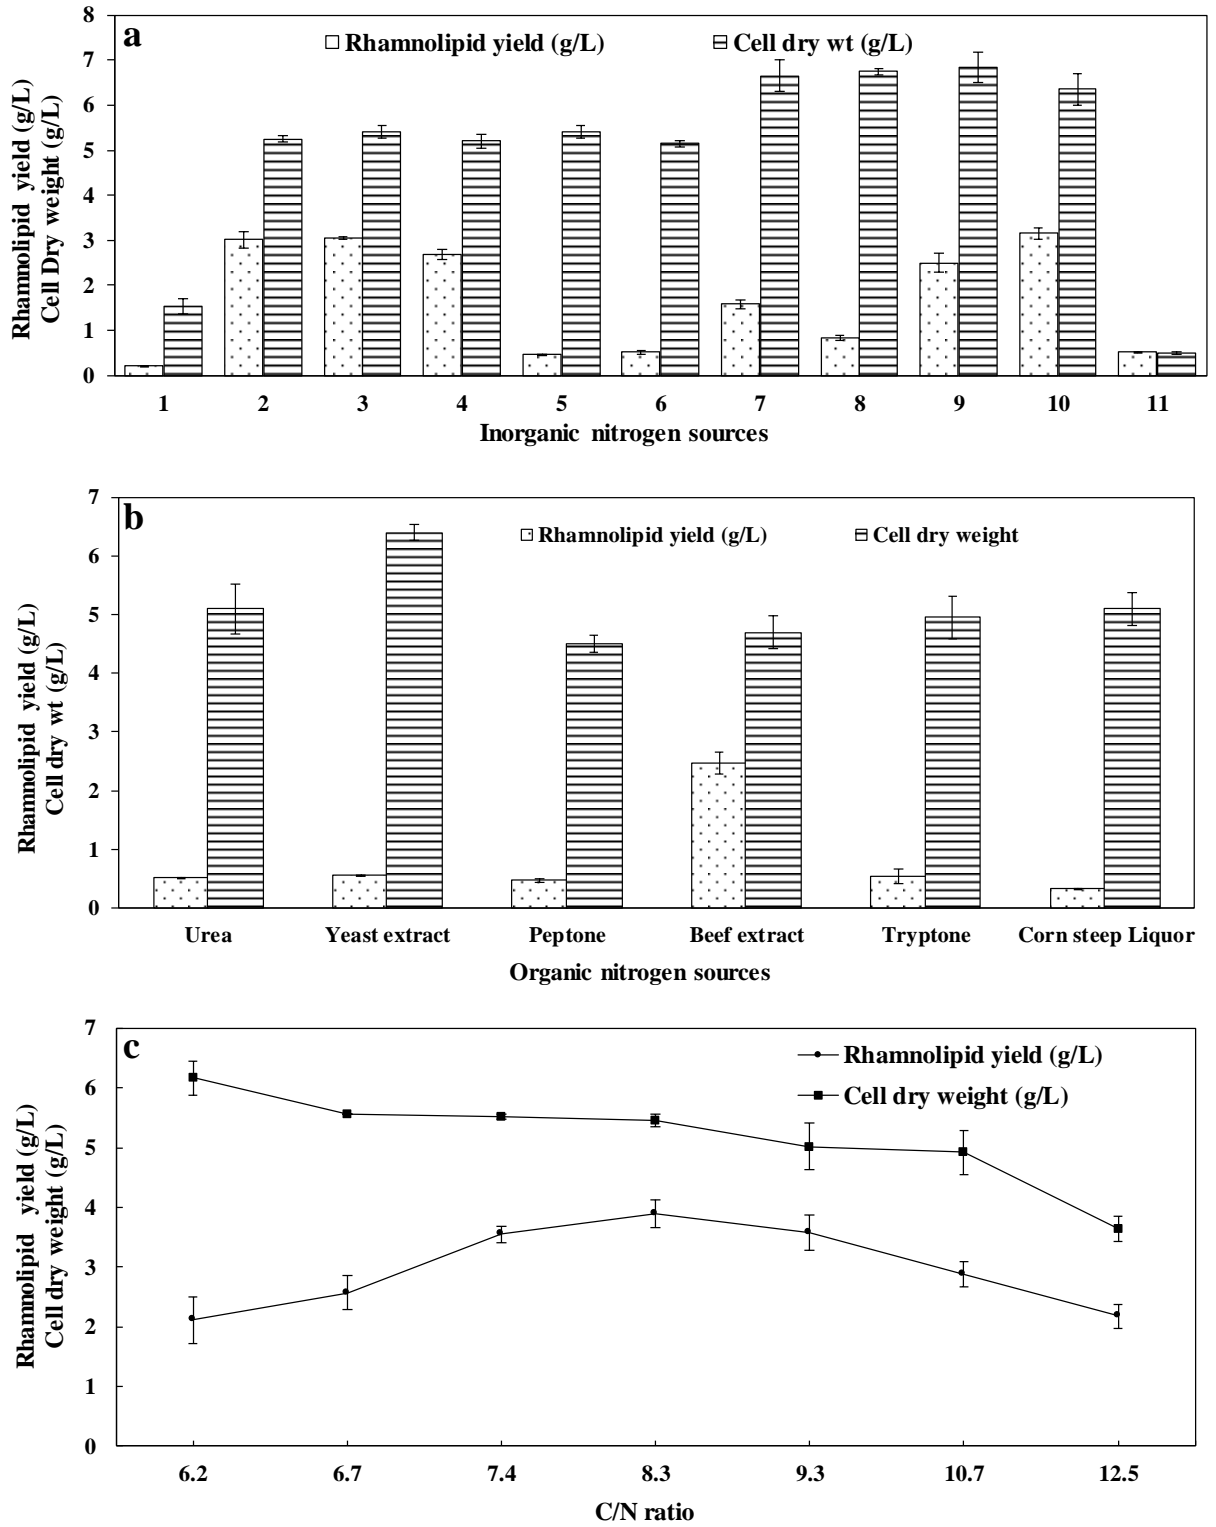 a
Rhamnolipid yield (g/L)
Cell dry wt (g/L)
Rhamnolipid yield (g/L)
Cell Dry weight (g/L)
8
7
6
5
4
3
2
1
0
1 2 3 4 5 6 7 8 9 10 11
Inorganic nitrogen sources
b
Rhamnolipid yield (g/L)
Cell dry weight
Rhamnolipid yield (g/L)
Cell dry wt (g/L)
7
6
5
4
3
2
1
0
Urea Yeast extract Peptone Beef extract Tryptone Corn steep Liquor
Organic nitrogen sources
c
Rhamnolipid yield (g/L)
Cell dry weight (g/L)
Rhamnolipid yield (g/L)
Cell dry weight (g/L)
7
6
5
4
3
2
1
0
6.2 6.7 7.4 8.3 9.3 10.7 12.5
C/N ratio